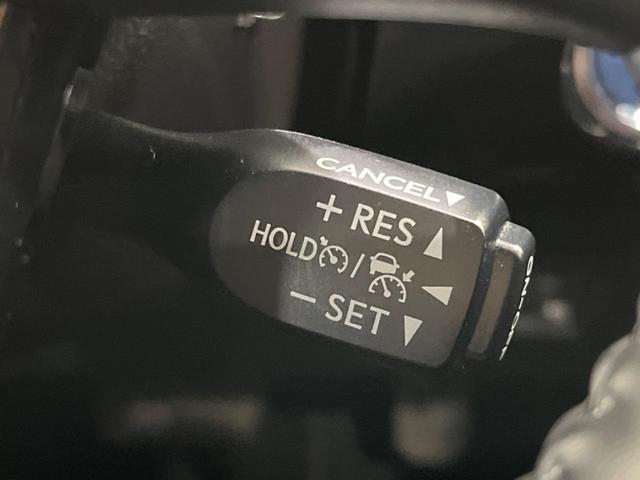 CANCEL▼
+ RES ▲
HOLD / ◀
− SET ▼